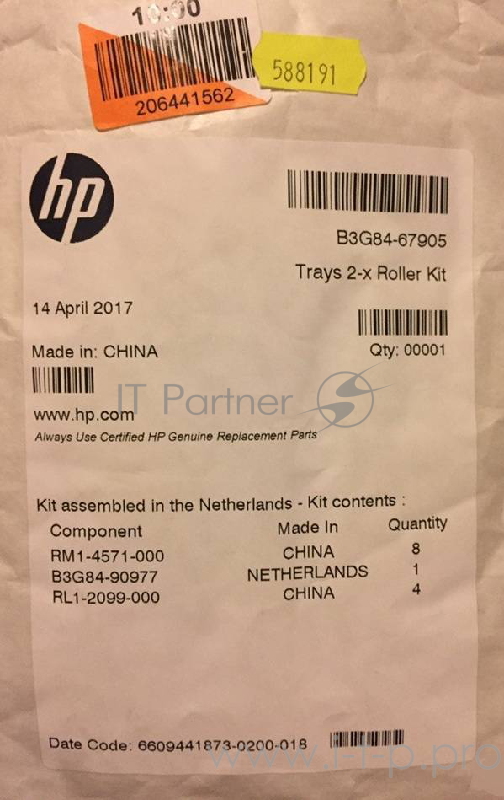 10:00
206441562
588191
hp
B3G84-67905
Trays 2-x Roller Kit
14 April 2017
Made in: CHINA
Qty: 00001
IT Partner
www.hp.com
Always Use Certified HP Genuine Replacement Parts
Kit assembled in the Netherlands - Kit contents :
Component Made In Quantity
RM1-4571-000 CHINA 8
B3G84-90977 NETHERLANDS 1
RL1-2099-000 CHINA 4
Date Code: 6609441873-0200-018
www.i-t-p.pro